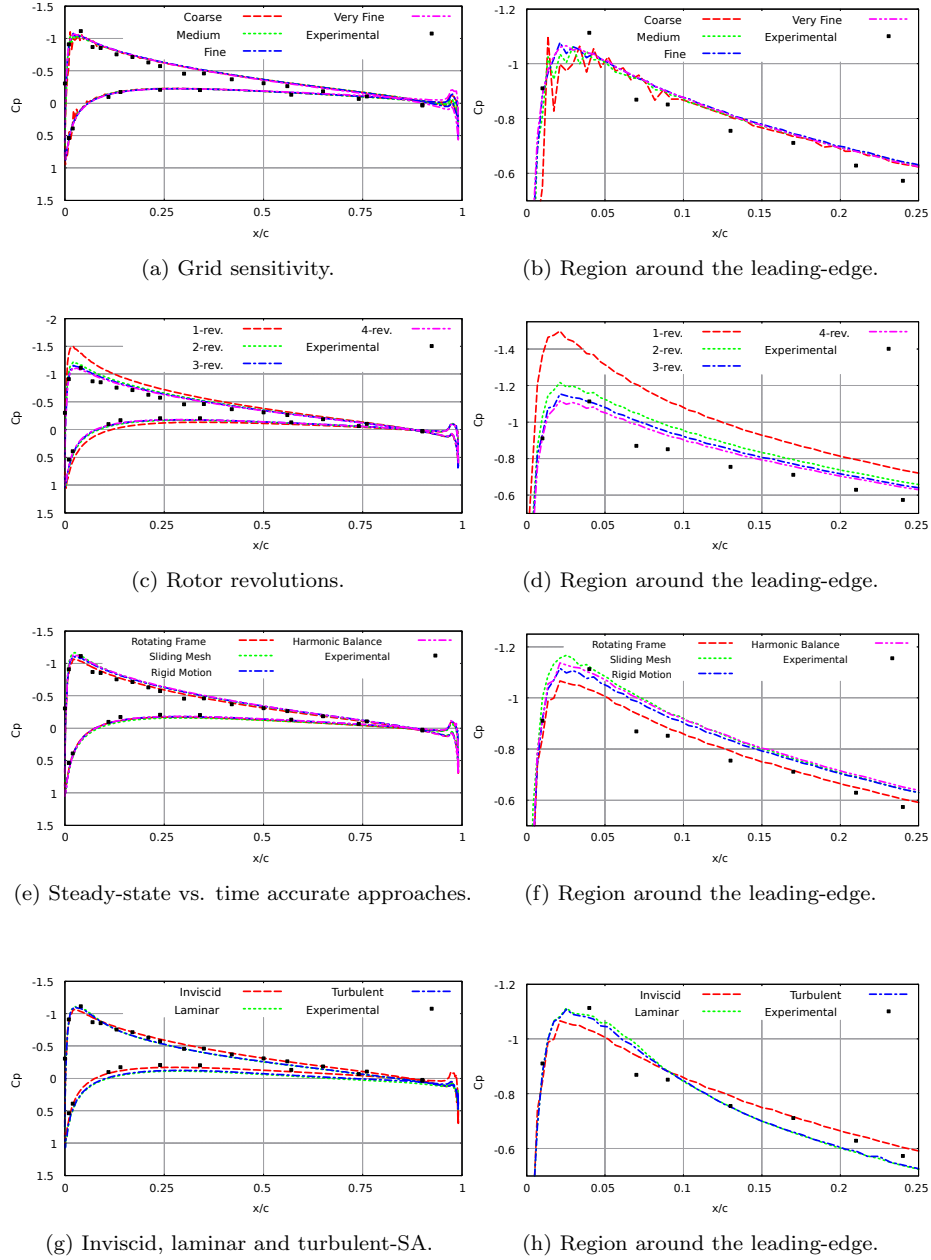 -1.5
-1
-0.5
0
0.5
1
1.5
Cp
Coarse
Medium
Fine
Very Fine
Experimental
0 0.25 0.5 0.75 1
x/c
(a) Grid sensitivity.
-1.2
-1
-0.8
-0.6
Cp
Coarse
Medium
Fine
Very Fine
Experimental
0 0.05 0.1 0.15 0.2 0.25
x/c
(b) Region around the leading-edge.
-2
-1.5
-1
-0.5
0
0.5
1
1.5
Cp
1-rev.
2-rev.
3-rev.
4-rev.
Experimental
0 0.25 0.5 0.75 1
x/c
(c) Rotor revolutions.
-1.4
-1.2
-1
-0.8
-0.6
Cp
1-rev.
2-rev.
3-rev.
4-rev.
Experimental
0 0.05 0.1 0.15 0.2 0.25
x/c
(d) Region around the leading-edge.
-1.5
-1
-0.5
0
0.5
1
1.5
Cp
Rotating Frame
Sliding Mesh
Rigid Motion
Harmonic Balance
Experimental
0 0.25 0.5 0.75 1
x/c
(e) Steady-state vs. time accurate approaches.
-1.2
-1
-0.8
-0.6
Cp
Rotating Frame
Sliding Mesh
Rigid Motion
Harmonic Balance
Experimental
0 0.05 0.1 0.15 0.2 0.25
x/c
(f) Region around the leading-edge.
-1.5
-1
-0.5
0
0.5
1
1.5
Cp
Inviscid
Laminar
Turbulent
Experimental
0 0.25 0.5 0.75 1
x/c
(g) Inviscid, laminar and turbulent-SA.
-1.2
-1
-0.8
-0.6
Cp
Inviscid
Laminar
Turbulent
Experimental
0 0.05 0.1 0.15 0.2 0.25
x/c
(h) Region around the leading-edge.